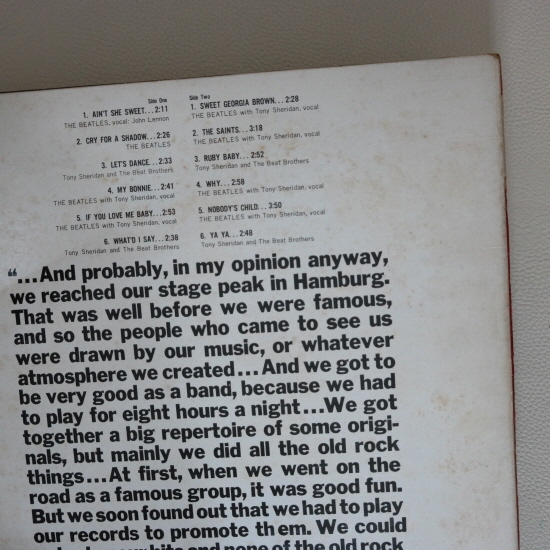 Side One
1. AIN'T SHE SWEET...2:11
THE BEATLES, vocal: John Lennon
2. CRY FOR A SHADOW...2:26
THE BEATLES
3. LET'S DANCE...2:33
Tony Sheridan and The Beat Brothers
4. MY BONNIE...2:41
THE BEATLES with Tony Sheridan, vocal
5. IF YOU LOVE ME BABY...2:53
THE BEATLES with Tony Sheridan, vocal
6. WHAT'D I SAY...2:38
Tony Sheridan and The Beat Brothers
Side Two
1. SWEET GEORGIA BROWN...2:28
THE BEATLES with Tony Sheridan, vocal
2. THE SAINTS...3:18
THE BEATLES with Tony Sheridan, vocal
3. RUBY BABY...2:52
Tony Sheridan and The Beat Brothers
4. WHY...2:58
THE BEATLES with Tony Sheridan, vocal
5. NOBODY'S CHILD...3:50
THE BEATLES with Tony Sheridan, vocal
6. YA YA...2:48
Tony Sheridan and The Beat Brothers
“...And probably, in my opinion anyway,
we reached our stage peak in Hamburg.
That was well before we were famous,
and so the people who came to see us
were drawn by our music, or whatever
atmosphere we created...And we got to
be very good as a band, because we had
to play for eight hours a night...We got
together a big repertoire of some origi-
nals, but mainly we did all the old rock
things...At first, when we went on the
road as a famous group, it was good fun.
But we soon found out that we had to play
our records to promote them. We could
hits and none of the old rock